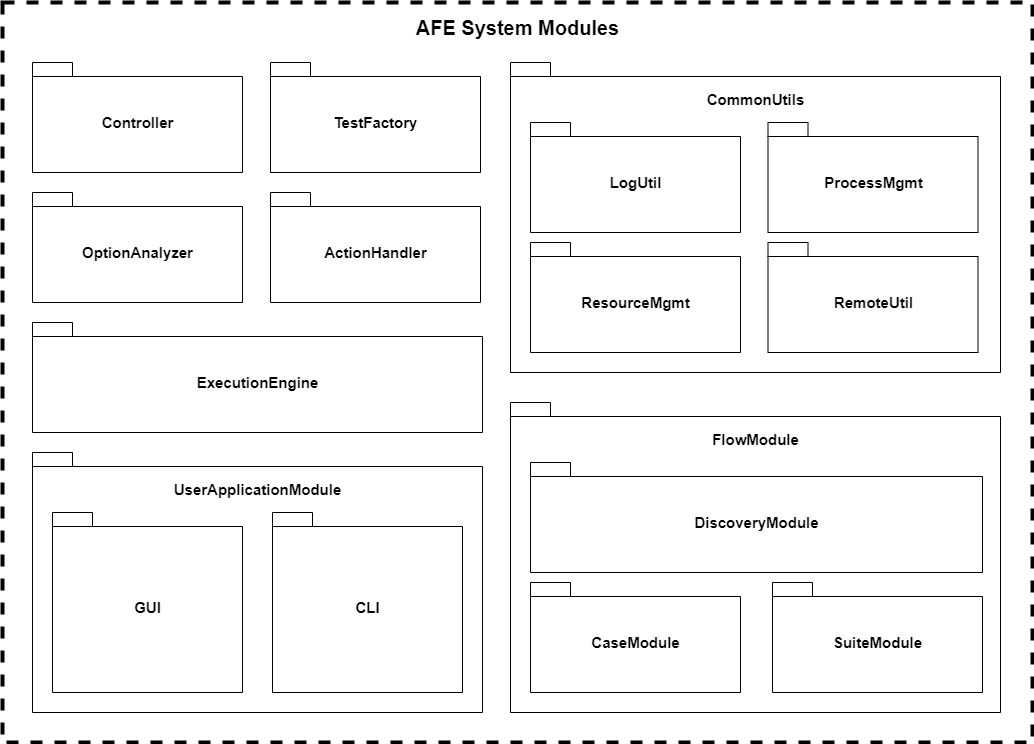 AFE System Modules
Controller
TestFactory
OptionAnalyzer
ActionHandler
ExecutionEngine
UserApplicationModule
GUI
CLI
CommonUtils
LogUtil
ProcessMgmt
ResourceMgmt
RemoteUtil
FlowModule
DiscoveryModule
CaseModule
SuiteModule